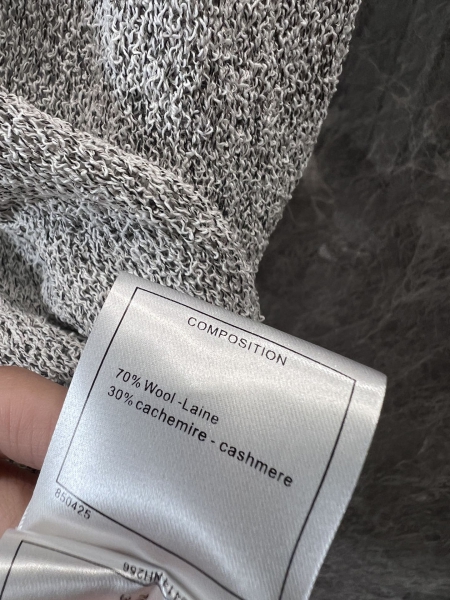 COMPOSITION
70% Wool -Laine
30% cachemire - cashmere
850425